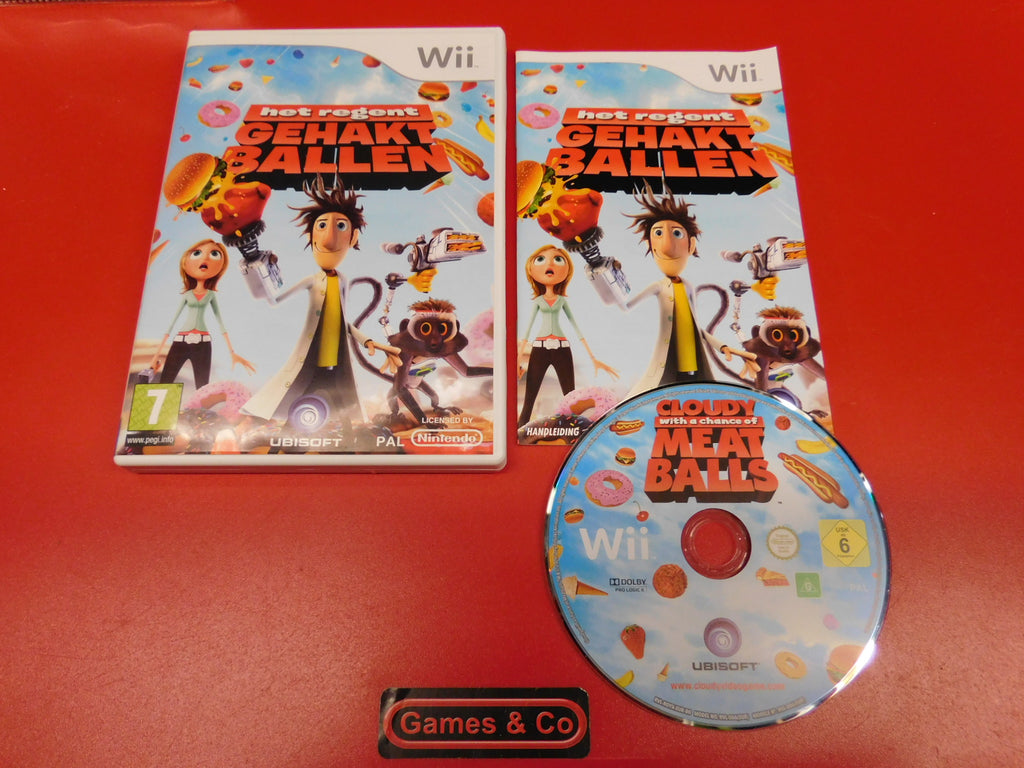 Wii
het regent
GEHAKT
BALLEN
7
www.pegi.info
UBISOFT
PAL
LICENSED BY
Nintendo
Wii
het regent
GEHAKT
BALLEN
HANDLEIDING
CLOUDY
with a chance of
MEAT
BALLS
Wii
USK
6
DOLBY
PRO LOGIC II
G
PAL
UBISOFT
www.cloudyvideogame.com
Games & Co